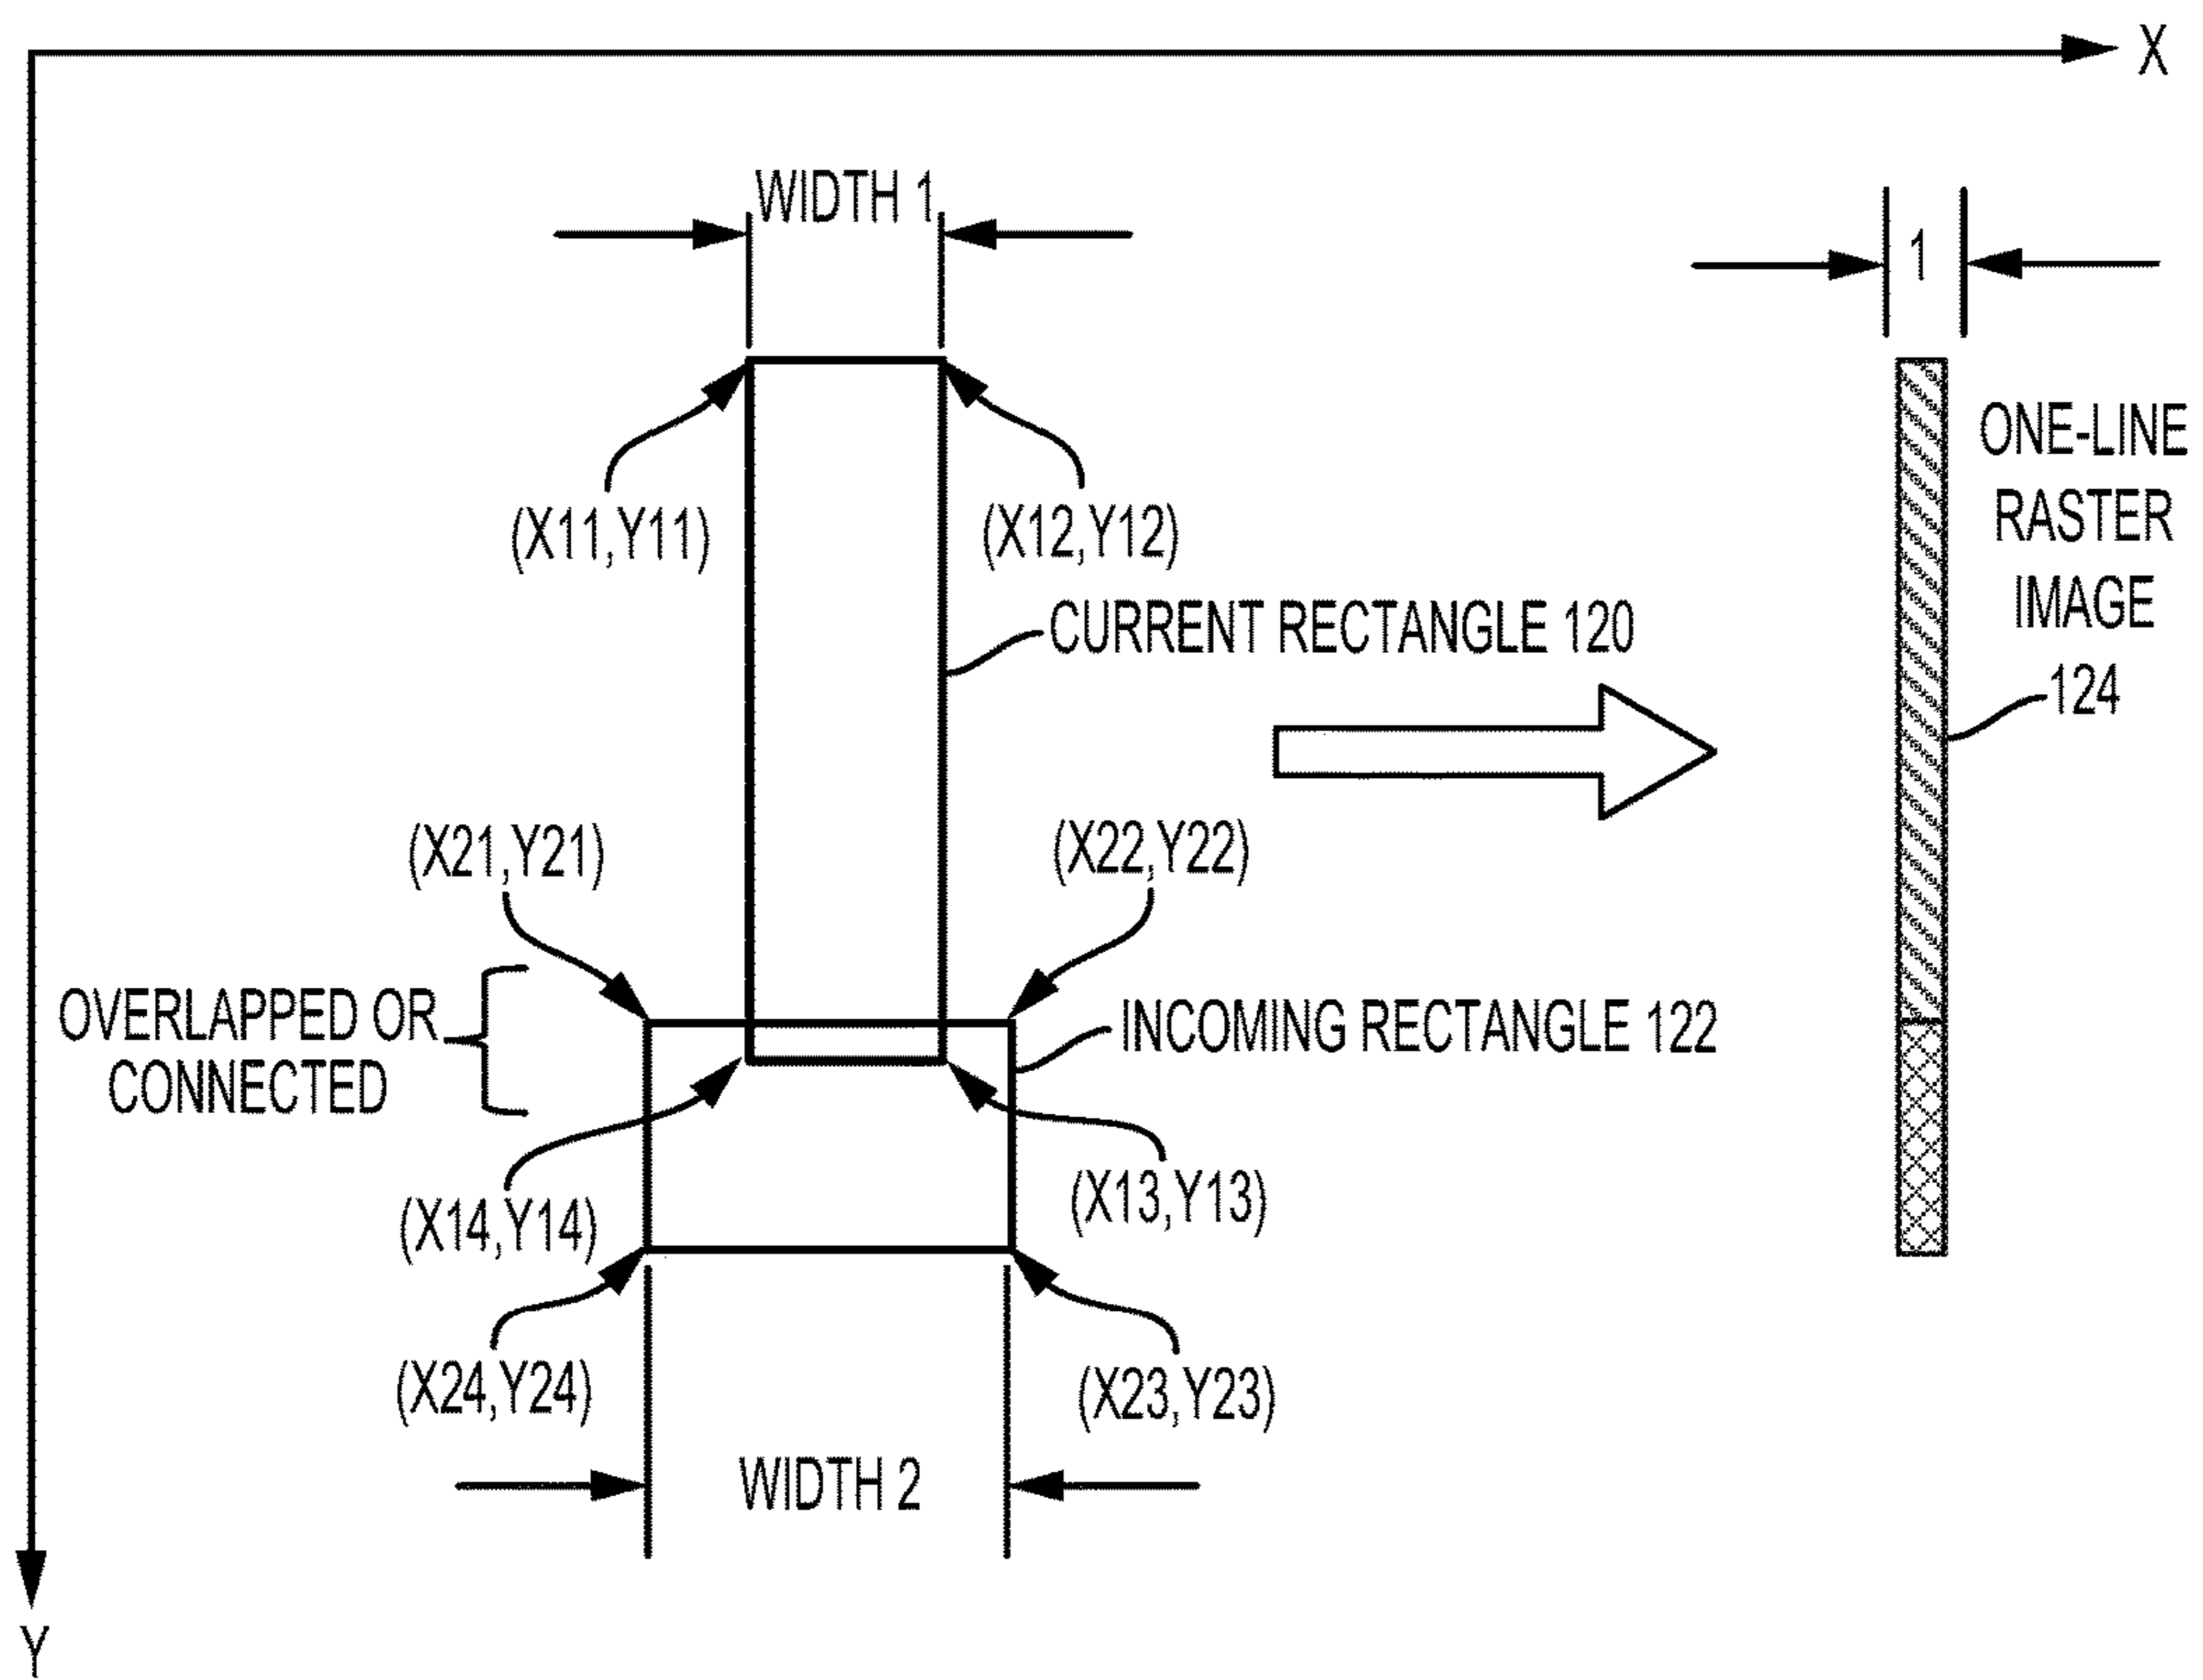 X
WIDTH 1
1
ONE-LINE
RASTER
IMAGE
124
(X11,Y11)
(X12,Y12)
CURRENT RECTANGLE 120
(X21,Y21)
(X22,Y22)
OVERLAPPED OR
CONNECTED
INCOMING RECTANGLE 122
(X14,Y14)
(X13,Y13)
(X24,Y24)
(X23,Y23)
WIDTH 2
Y